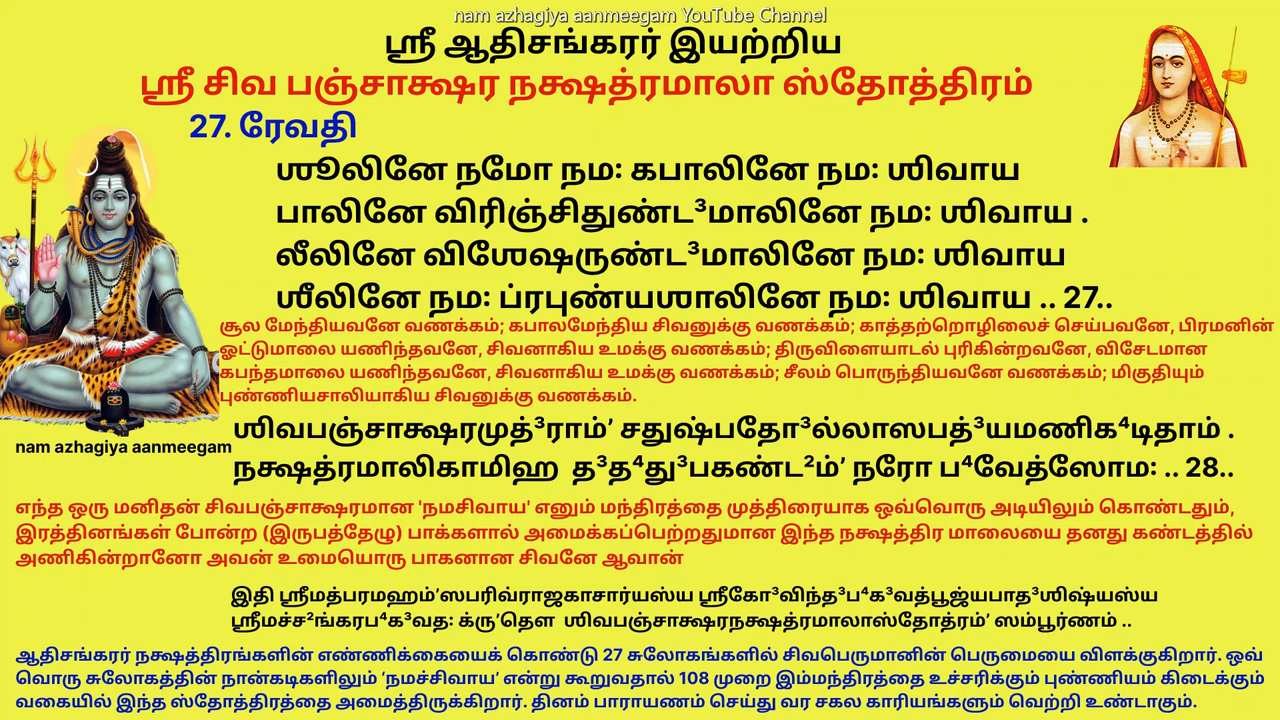 nam azhagiya aanmeegam YouTube Channel
ஸ்ரீ ஆதிசங்கரர் இயற்றிய
ஸ்ரீ சிவ பஞ்சாக்ஷர நக்ஷத்ரமாலா ஸ்தோத்திரம்
27. ரேவதி
ஶூலினே நமோ நம꞉ கபாலினே நம꞉ ஶிவாய
பாலினே விரிஞ்சிதுண்ட³மாலினே நம꞉ ஶிவாய .
லீலினே விஶேஷருண்ட³மாலினே நம꞉ ஶிவாய
ஶீலினே நம꞉ ப்ரபுண்யஶாலினே நம꞉ ஶிவாய .. 27..
சூல மேந்தியவனே வணக்கம்; கபாலமேந்திய சிவனுக்கு வணக்கம்; காத்தற்றொழிலைச் செய்பவனே, பிரமனின்
ஓட்டுமாலை யணிந்தவனே, சிவனாகிய உமக்கு வணக்கம்; திருவிளையாடல் புரிகின்றவனே, விசேடமான
கபந்தமாலை யணிந்தவனே, சிவனாகிய உமக்கு வணக்கம்; சீலம் பொருந்தியவனே வணக்கம்; மிகுதியும்
புண்ணியசாலியாகிய சிவனுக்கு வணக்கம்.
nam azhagiya aanmeegam
ஶிவபஞ்சாக்ஷரமுத்³ராம்ʼ சதுஷ்பதோ³ல்லாஸபத்³யமணிக⁴டிதாம் .
நக்ஷத்ரமாலிகாமிஹ த³த⁴து³பகண்ட²ம்ʼ நரோ ப⁴வேத்ஸோம꞉ .. 28..
எந்த ஒரு மனிதன் சிவபஞ்சாக்ஷரமான 'நமசிவாய' எனும் மந்திரத்தை முத்திரையாக ஒவ்வொரு அடியிலும் கொண்டதும்,
இரத்தினங்கள் போன்ற (இருபத்தேழு) பாக்களால் அமைக்கப்பெற்றதுமான இந்த நக்ஷத்திர மாலையை தனது கண்டத்தில்
அணிகின்றானோ அவன் உமையொரு பாகனான சிவனே ஆவான்
இதி ஸ்ரீமத்பரமஹம்ʼஸபரிவ்ராஜகாசார்யஸ்ய ஸ்ரீகோ³விந்த³ப⁴க³வத்பூஜ்யபாத³ஶிஷ்யஸ்ய
ஸ்ரீமச்ச²ங்கரப⁴க³வத꞉ க்ருʼதௌ ஶிவபஞ்சாக்ஷரநக்ஷத்ரமாலாஸ்தோத்ரம்ʼ ஸம்பூர்ணம் ..
ஆதிசங்கரர் நக்ஷத்திரங்களின் எண்ணிக்கையைக் கொண்டு 27 சுலோகங்களில் சிவபெருமானின் பெருமையை விளக்குகிறார். ஒவ்
வொரு சுலோகத்தின் நான்கடிகளிலும் ‘நமச்சிவாய’ என்று கூறுவதால் 108 முறை இம்மந்திரத்தை உச்சரிக்கும் புண்ணியம் கிடைக்கும்
வகையில் இந்த ஸ்தோத்திரத்தை அமைத்திருக்கிறார். தினம் பாராயணம் செய்து வர சகல காரியங்களும் வெற்றி உண்டாகும்.